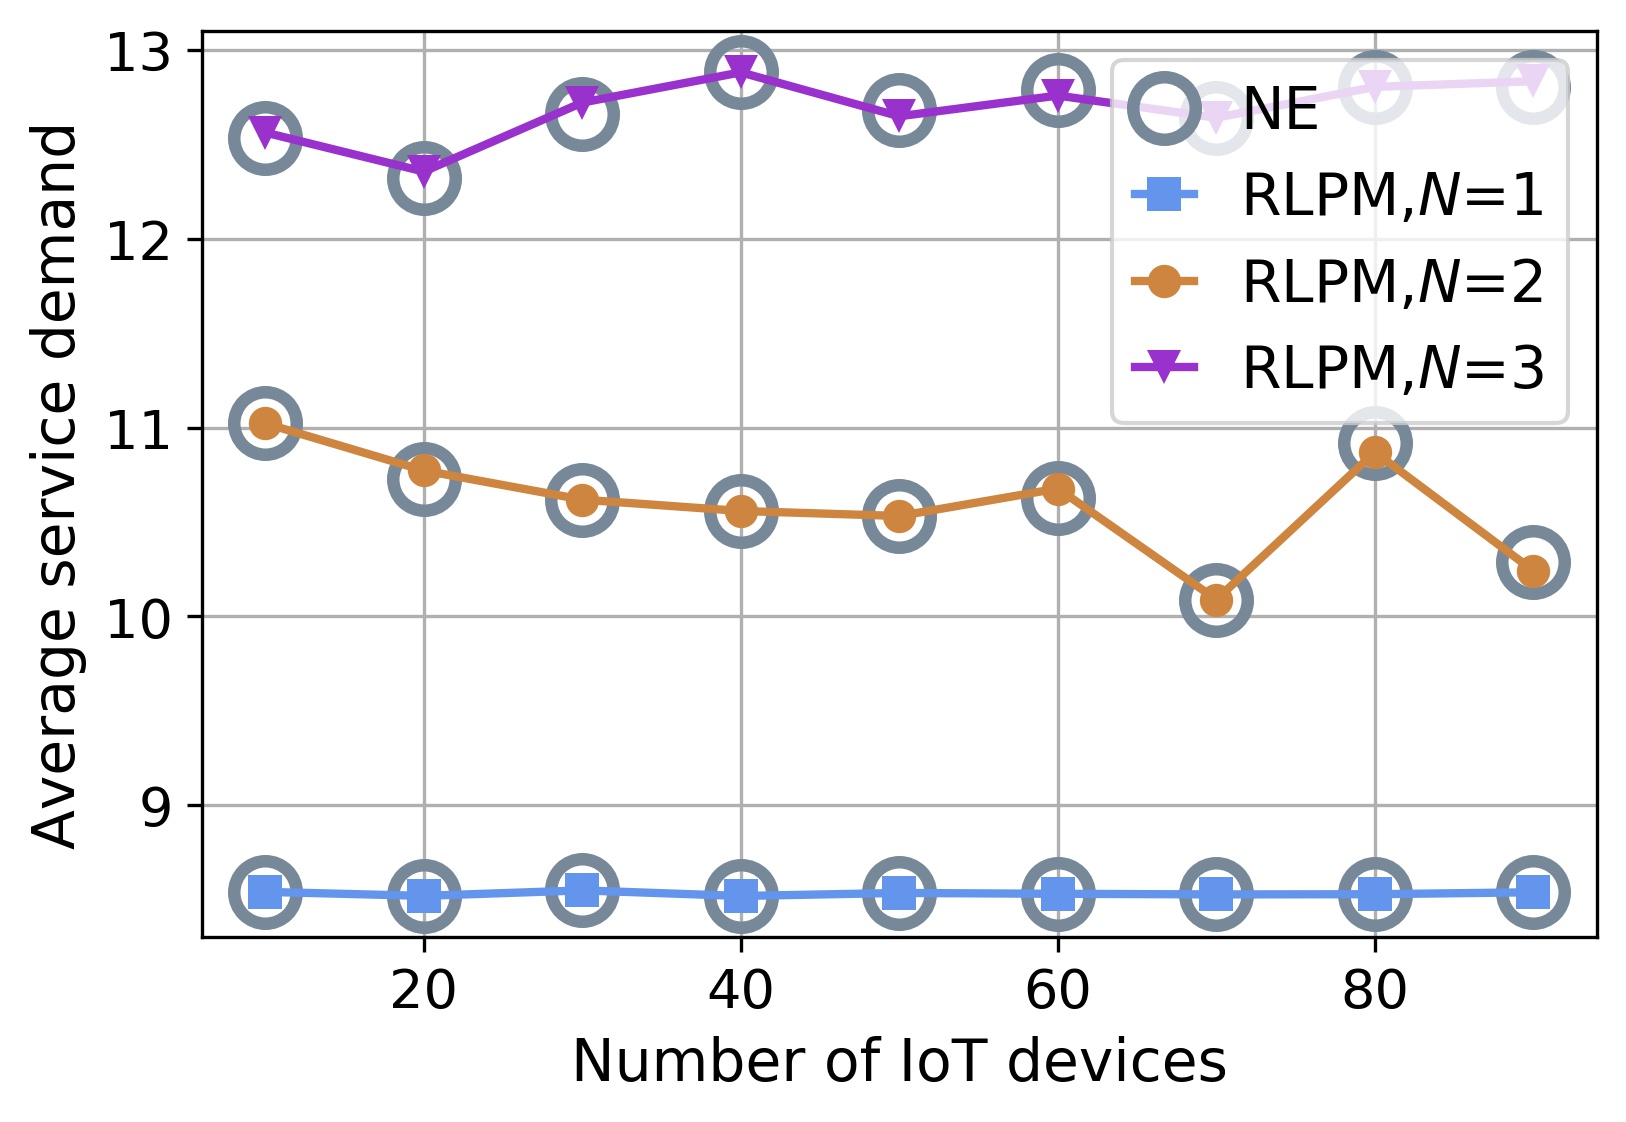 13
12
11
10
9
Average service demand
NE
RLPM,N=1
RLPM,N=2
RLPM,N=3
20 40 60 80
Number of IoT devices